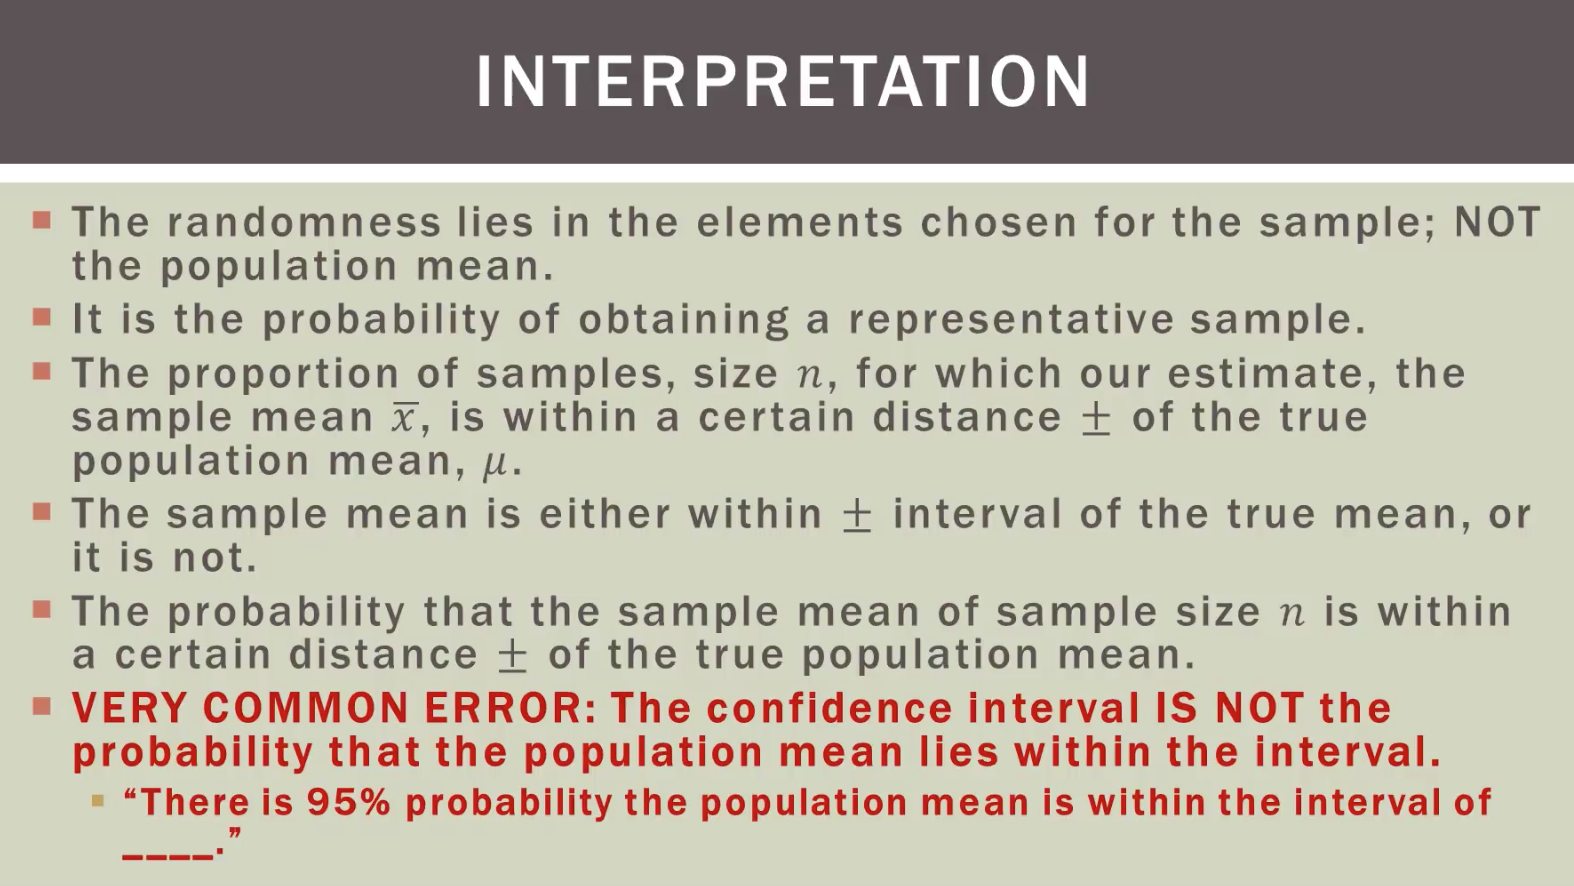 INTERPRETATION
The randomness lies in the elements chosen for the sample; NOT
the population mean.
It is the probability of obtaining a representative sample.
The proportion of samples, size n, for which our estimate, the
sample mean x̅, is within a certain distance ± of the true
population mean, μ.
The sample mean is either within ± interval of the true mean, or
it is not.
The probability that the sample mean of sample size n is within
a certain distance ± of the true population mean.
VERY COMMON ERROR: The confidence interval IS NOT the
probability that the population mean lies within the interval.
“There is 95% probability the population mean is within the interval of
____.”